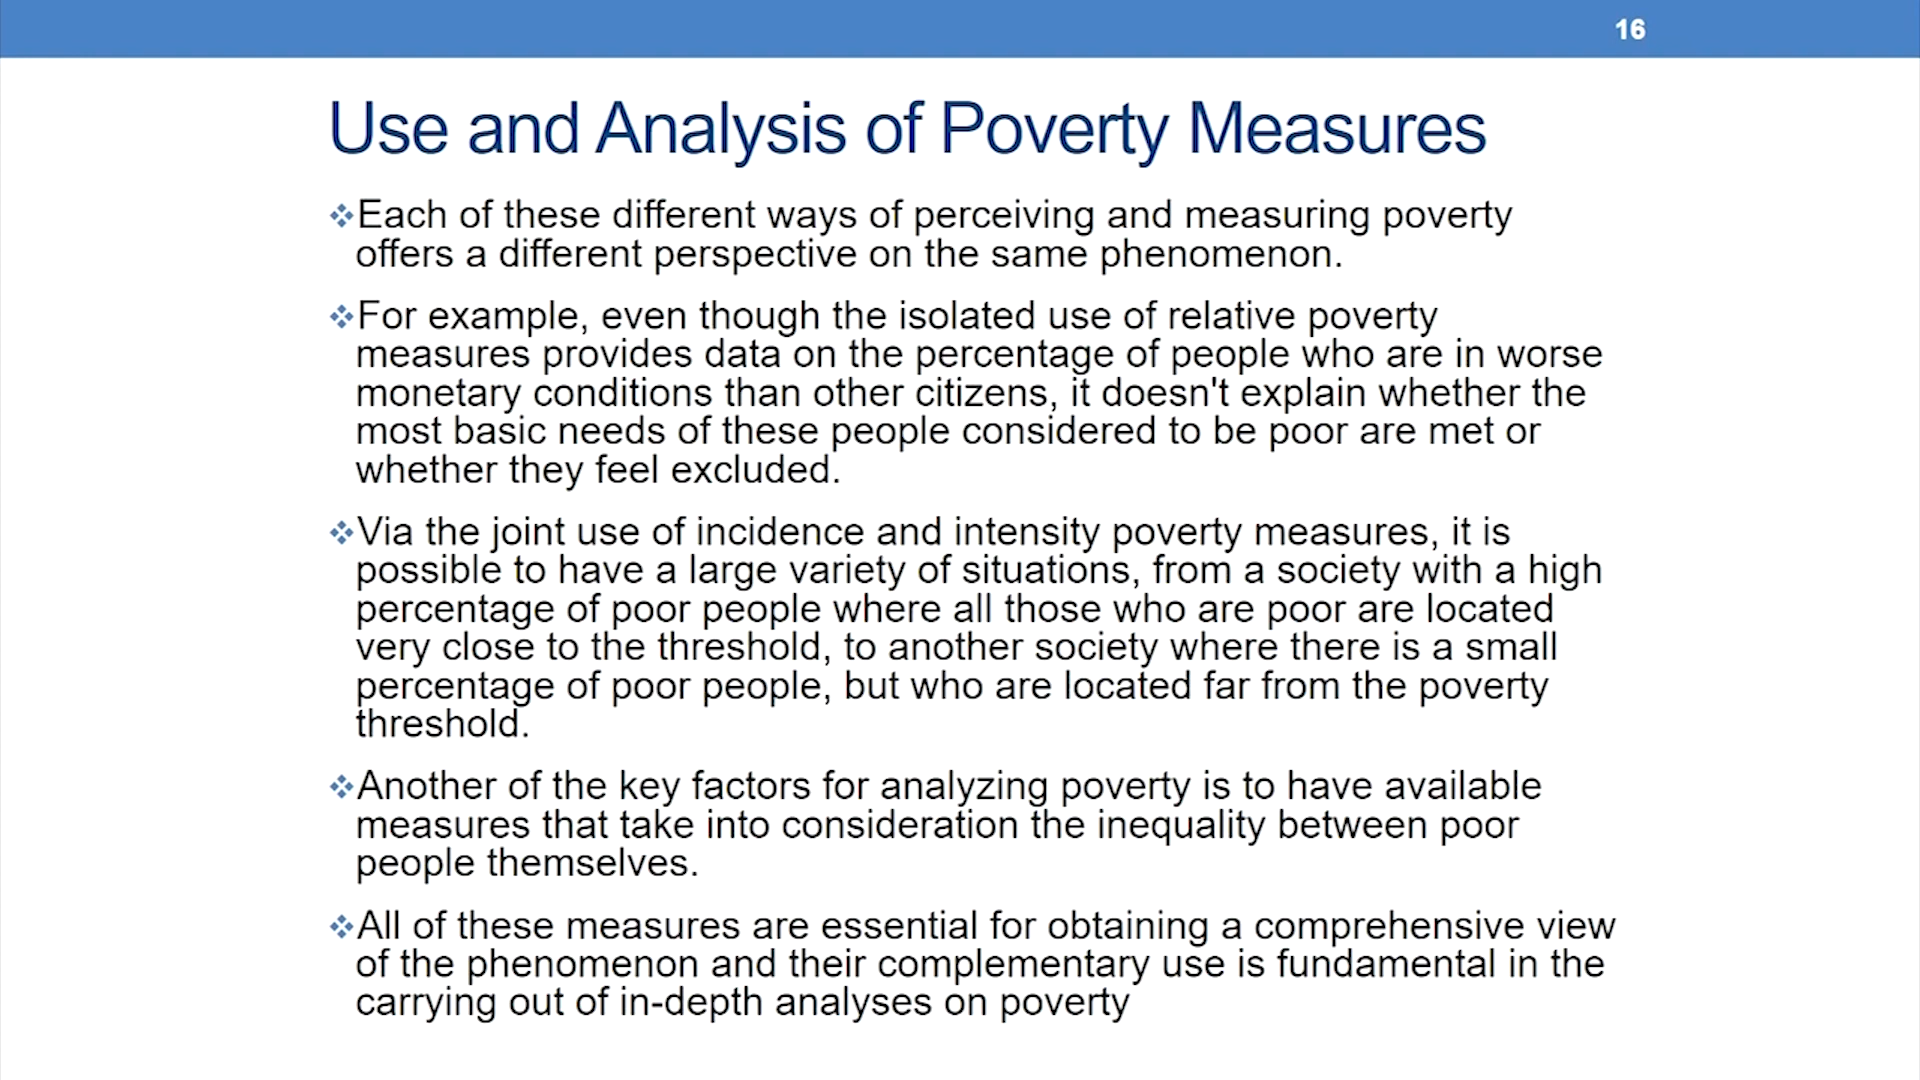 16
Use and Analysis of Poverty Measures
❖Each of these different ways of perceiving and measuring poverty
offers a different perspective on the same phenomenon.
❖For example, even though the isolated use of relative poverty
measures provides data on the percentage of people who are in worse
monetary conditions than other citizens, it doesn't explain whether the
most basic needs of these people considered to be poor are met or
whether they feel excluded.
❖Via the joint use of incidence and intensity poverty measures, it is
possible to have a large variety of situations, from a society with a high
percentage of poor people where all those who are poor are located
very close to the threshold, to another society where there is a small
percentage of poor people, but who are located far from the poverty
threshold.
❖Another of the key factors for analyzing poverty is to have available
measures that take into consideration the inequality between poor
people themselves.
❖All of these measures are essential for obtaining a comprehensive view
of the phenomenon and their complementary use is fundamental in the
carrying out of in-depth analyses on poverty